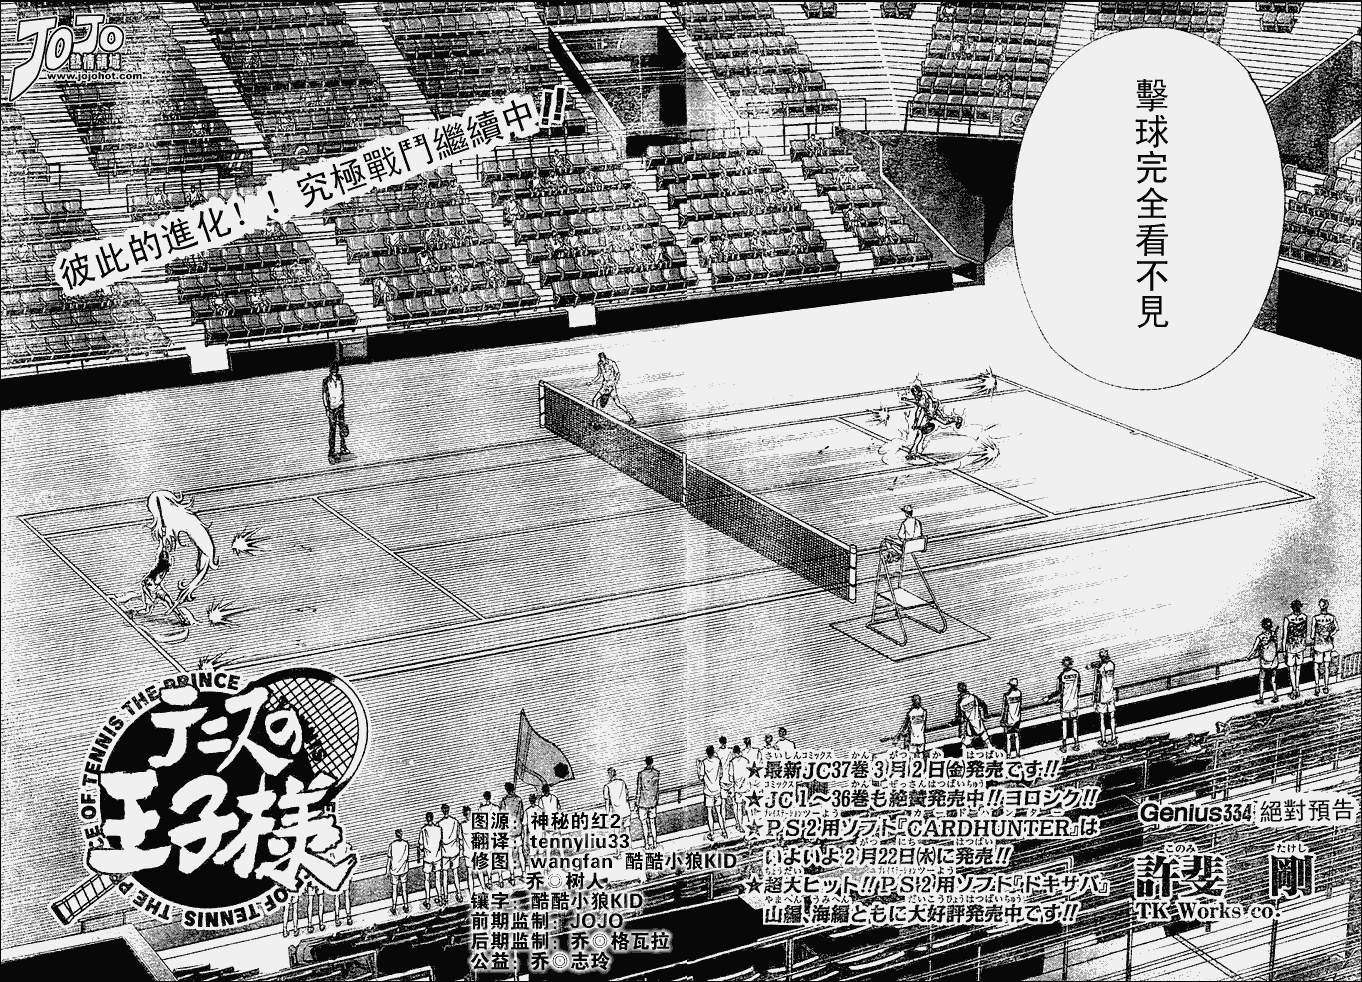 JOJO
熱情領域
www.jojohot.com
彼此的進化！！究極戰鬥繼續中!!
擊球完全看不見
THE PRINCE OF TENNIS
テニスの
王子様
图源：神秘的红2
翻译：tennyliu33
修图：wangfan 酷酷小狼KID
乔◎树人
镶字：酷酷小狼KID
前期监制：JOJO
后期监制：乔◎格瓦拉
公益：乔◎志玲
★最新JC37巻3月2日㈮発売です!!
★JC1〜36巻も絶賛発売中!!ヨロシク!!
★PS2用ソフト『CARDHUNTER』は
いよいよ2月22日㈭に発売!!
★超大ヒット!!PS2用ソフト『ドキサバ』
山編、海編ともに大好評発売中です!!
Genius334 絕對預告
許斐 剛
TK Works co.